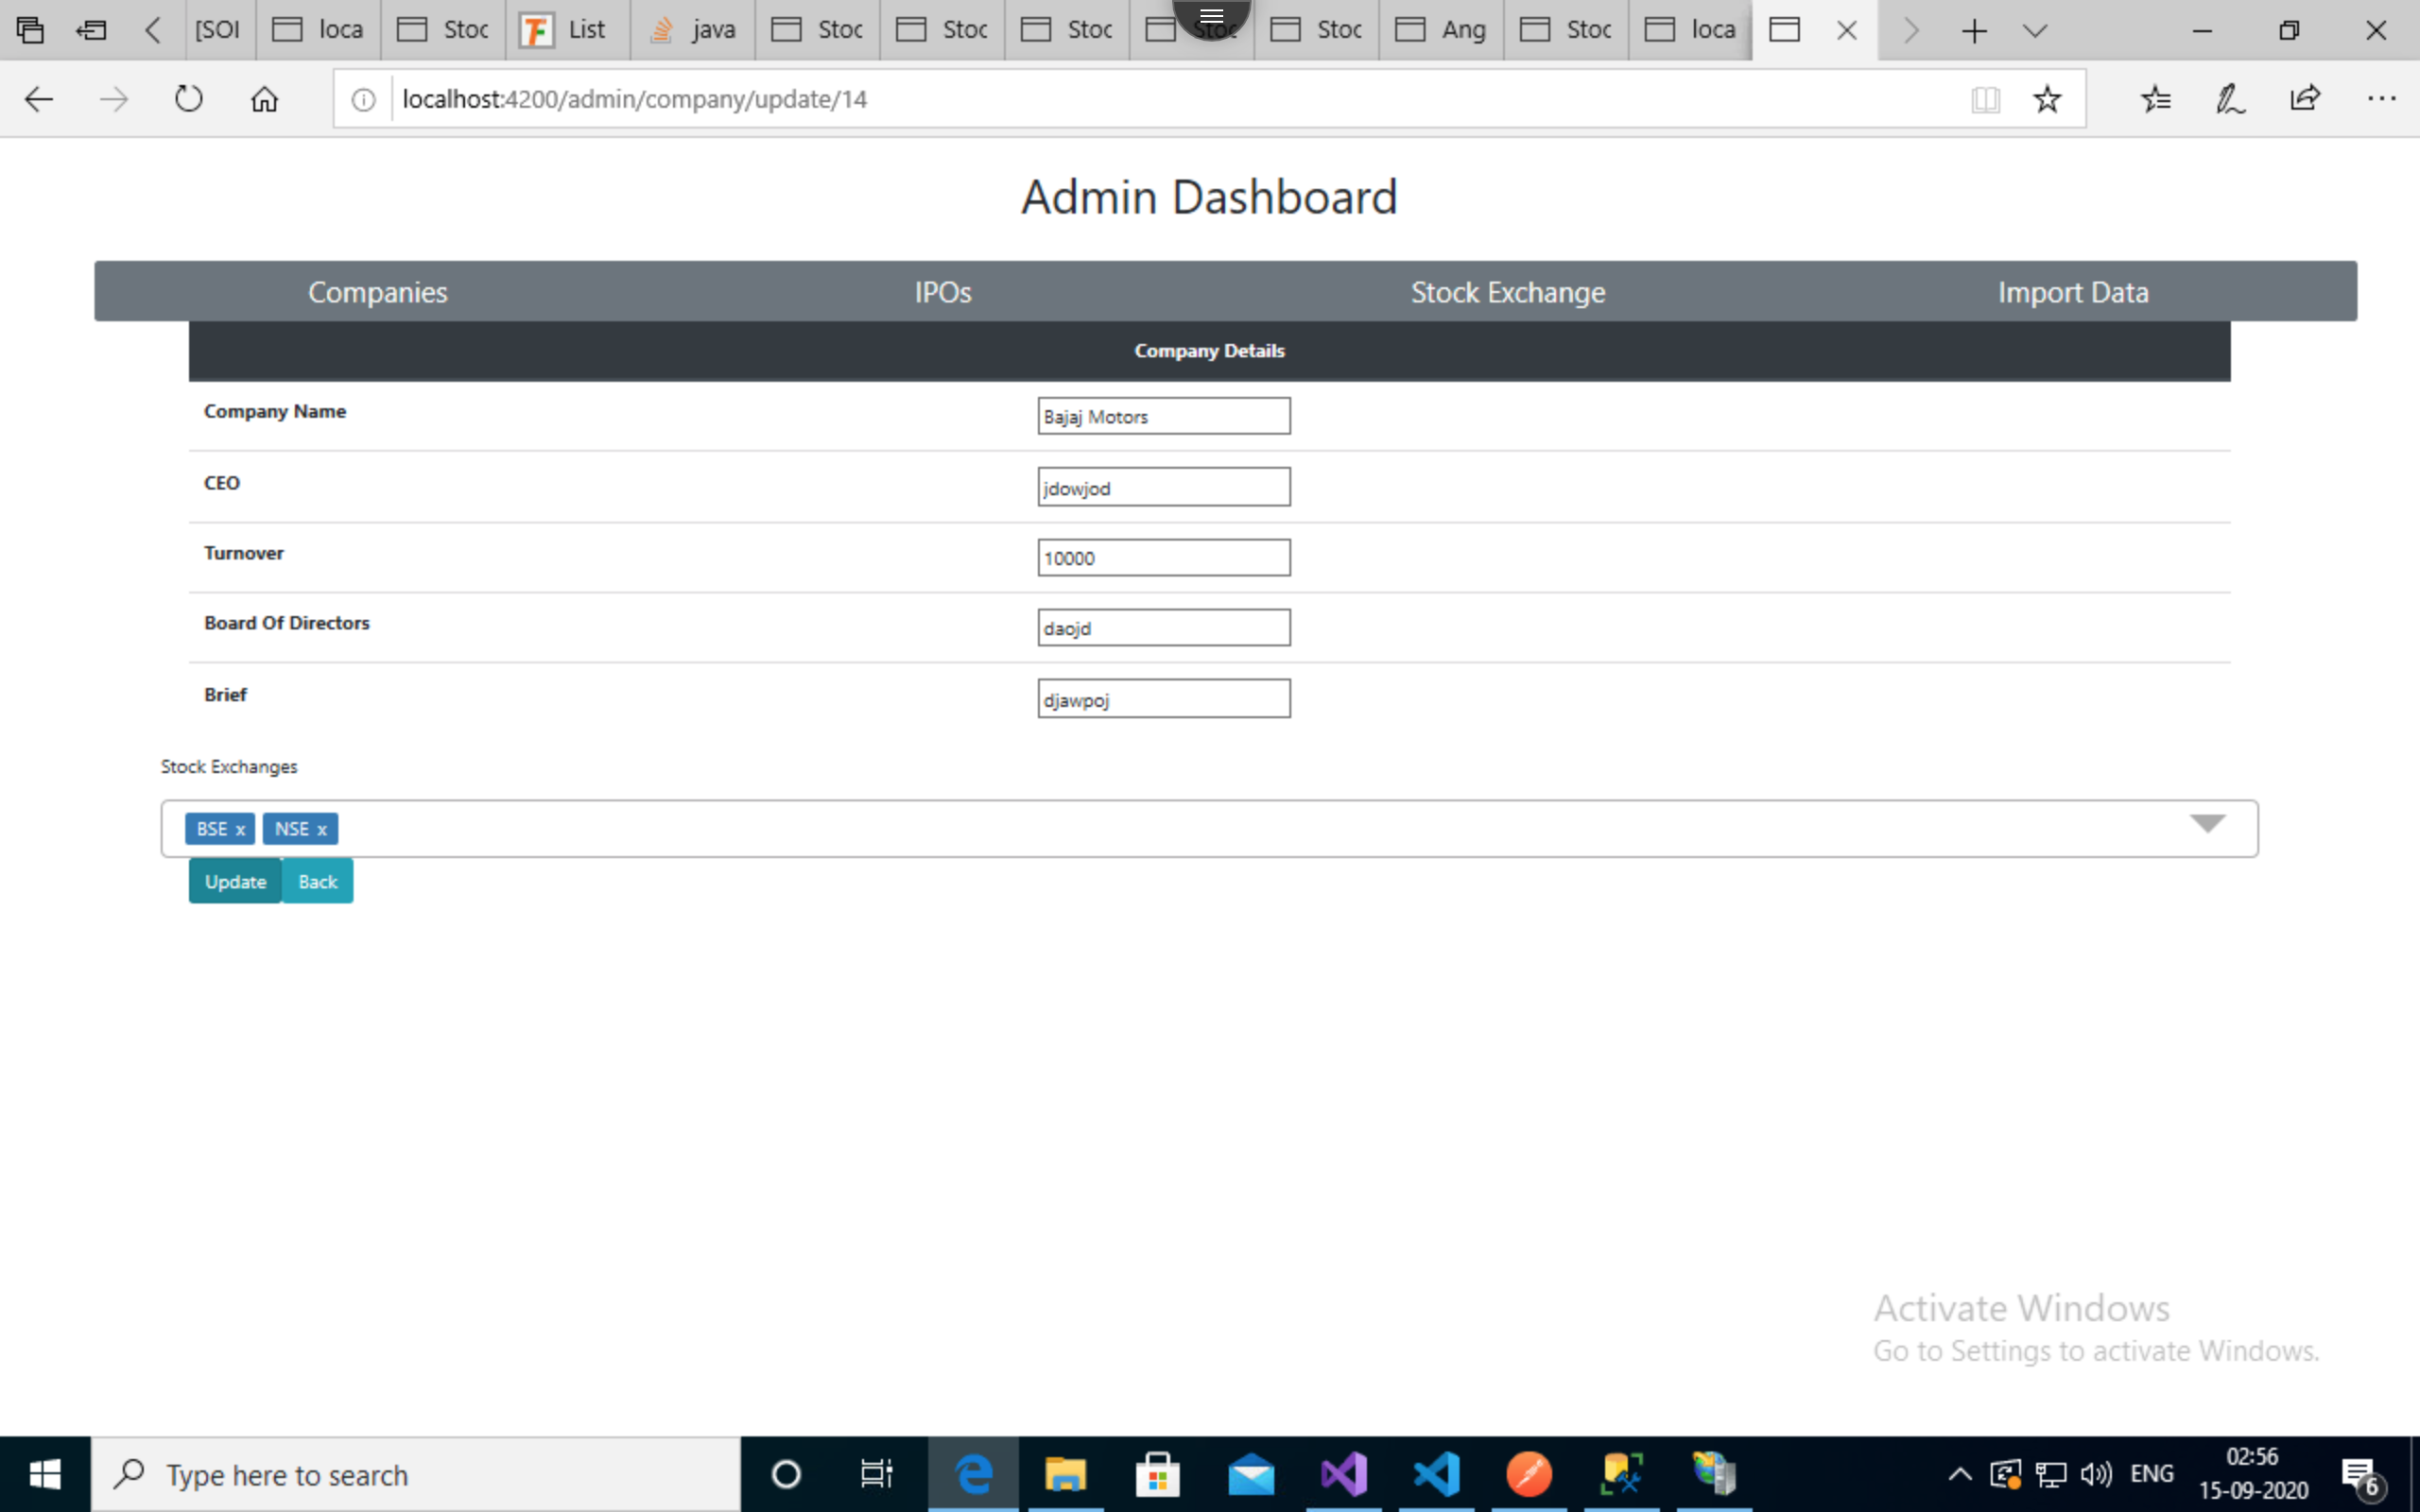 [SOI loca Stoc List java Stoc Stoc Stoc Stoc Stoc Ang Stoc loca
localhost:4200/admin/company/update/14
Admin Dashboard
Companies IPOs Stock Exchange Import Data
Company Details
Company Name Bajaj Motors
CEO jdowjod
Turnover 10000
Board Of Directors daojd
Brief djawpoj
Stock Exchanges
BSE x NSE x
Update Back
Activate Windows
Go to Settings to activate Windows.
Type here to search
ENG
02:56
15-09-2020
6